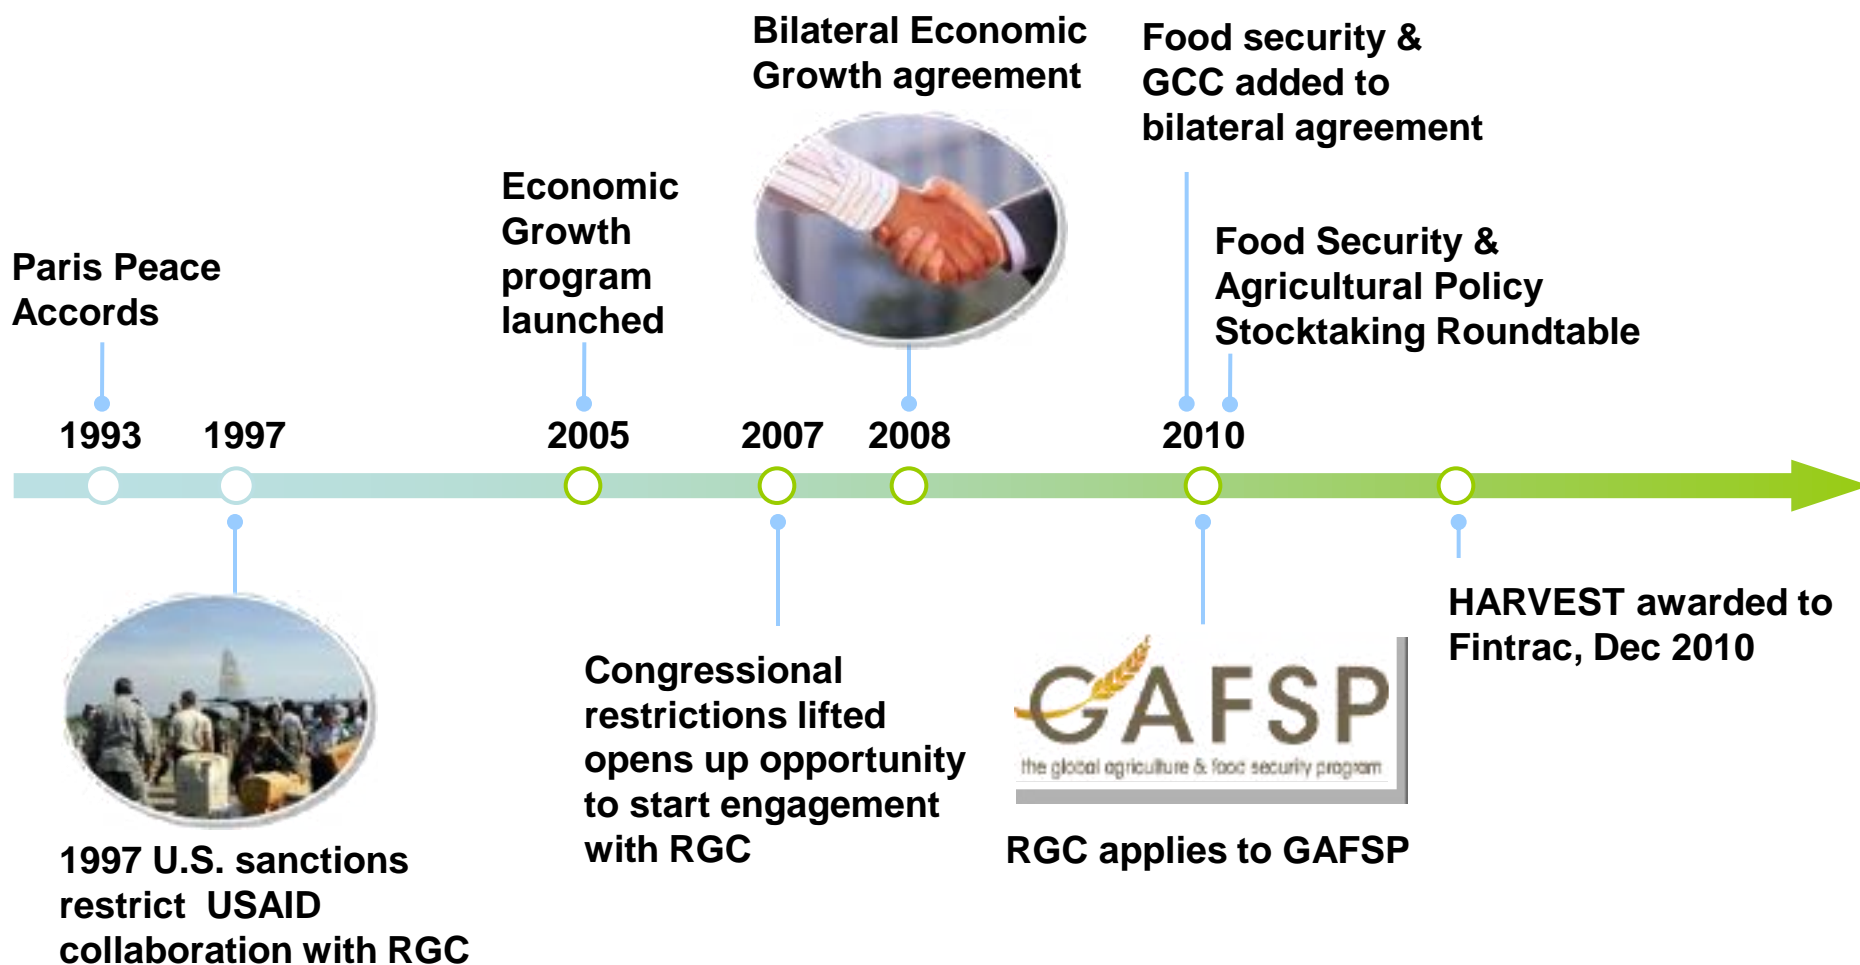 Bilateral Economic
Growth agreement
Food security &
GCC added to
bilateral agreement
Economic
Growth
program
launched
Food Security &
Agricultural Policy
Stocktaking Roundtable
Paris Peace
Accords
1993
1997
2005
2007
2008
2010
HARVEST awarded to
Fintrac, Dec 2010
Congressional
restrictions lifted
opens up opportunity
to start engagement
with RGC
GAFSP
the global agriculture & food security program
RGC applies to GAFSP
1997 U.S. sanctions
restrict USAID
collaboration with RGC